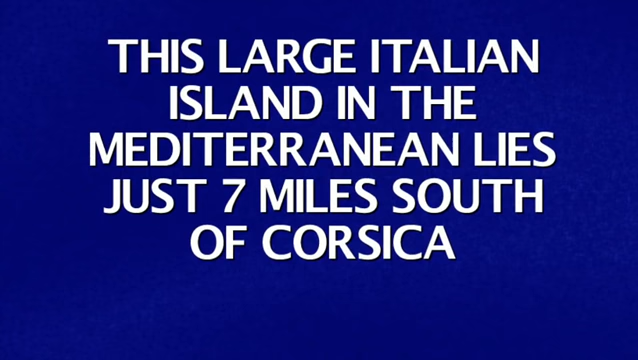 THIS LARGE ITALIAN
ISLAND IN THE
MEDITERRANEAN LIES
JUST 7 MILES SOUTH
OF CORSICA